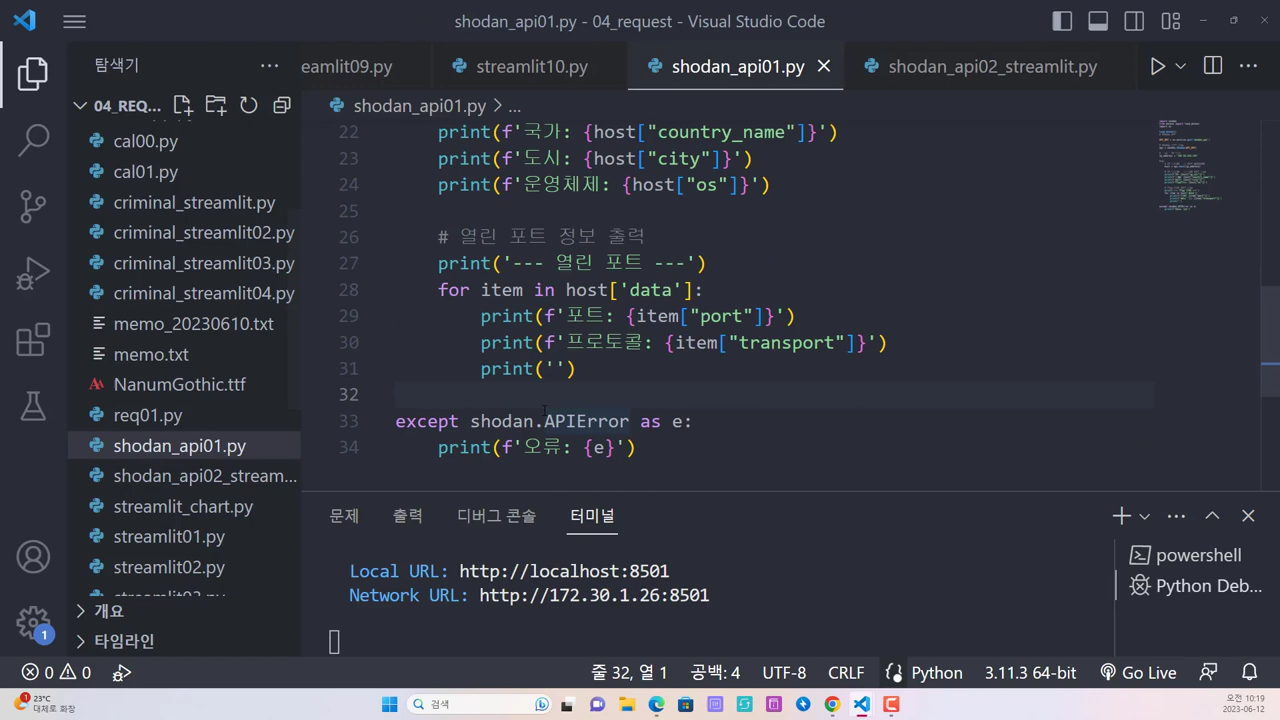 shodan_api01.py - 04_request - Visual Studio Code
탐색기
eamlit09.py
streamlit10.py
shodan_api01.py
shodan_api02_streamlit.py
04_REQ...
shodan_api01.py > ...
cal00.py
cal01.py
criminal_streamlit.py
criminal_streamlit02.py
criminal_streamlit03.py
criminal_streamlit04.py
memo_20230610.txt
memo.txt
NanumGothic.ttf
req01.py
shodan_api01.py
shodan_api02_stream...
streamlit_chart.py
streamlit01.py
streamlit02.py
개요
타임라인
22 print(f'국가: {host["country_name"]}')
23 print(f'도시: {host["city"]}')
24 print(f'운영체제: {host["os"]}')
25
26 # 열린 포트 정보 출력
27 print('--- 열린 포트 ---')
28 for item in host['data']:
29 print(f'포트: {item["port"]}')
30 print(f'프로토콜: {item["transport"]}')
31 print('')
32
33 except shodan.APIError as e:
34 print(f'오류: {e}')
문제 출력 디버그 콘솔 터미널
Local URL: http://localhost:8501
Network URL: http://172.30.1.26:8501
powershell
Python Deb...
1
0 0
줄 32, 열 1 공백: 4 UTF-8 CRLF Python 3.11.3 64-bit Go Live
23°C
대체로 화창
검색
오전 10:19
2023-06-12